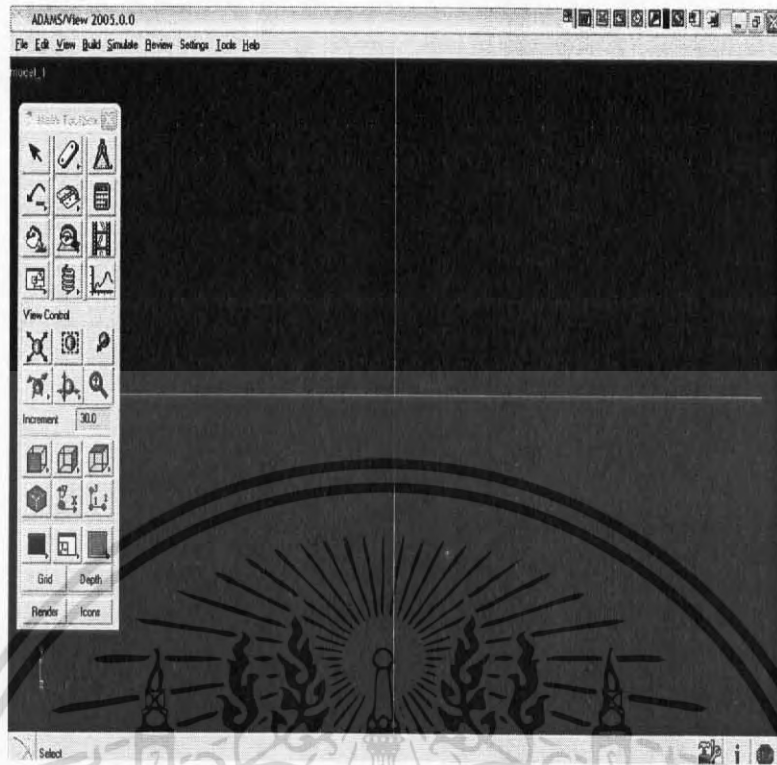 ADAMS/View 2005.0.0
File Edit View Build Simulate Review Settings Tools Help
model_1
Main Toolbox
View Control
Increment 30.0
Grid Depth
Render Icons
Select